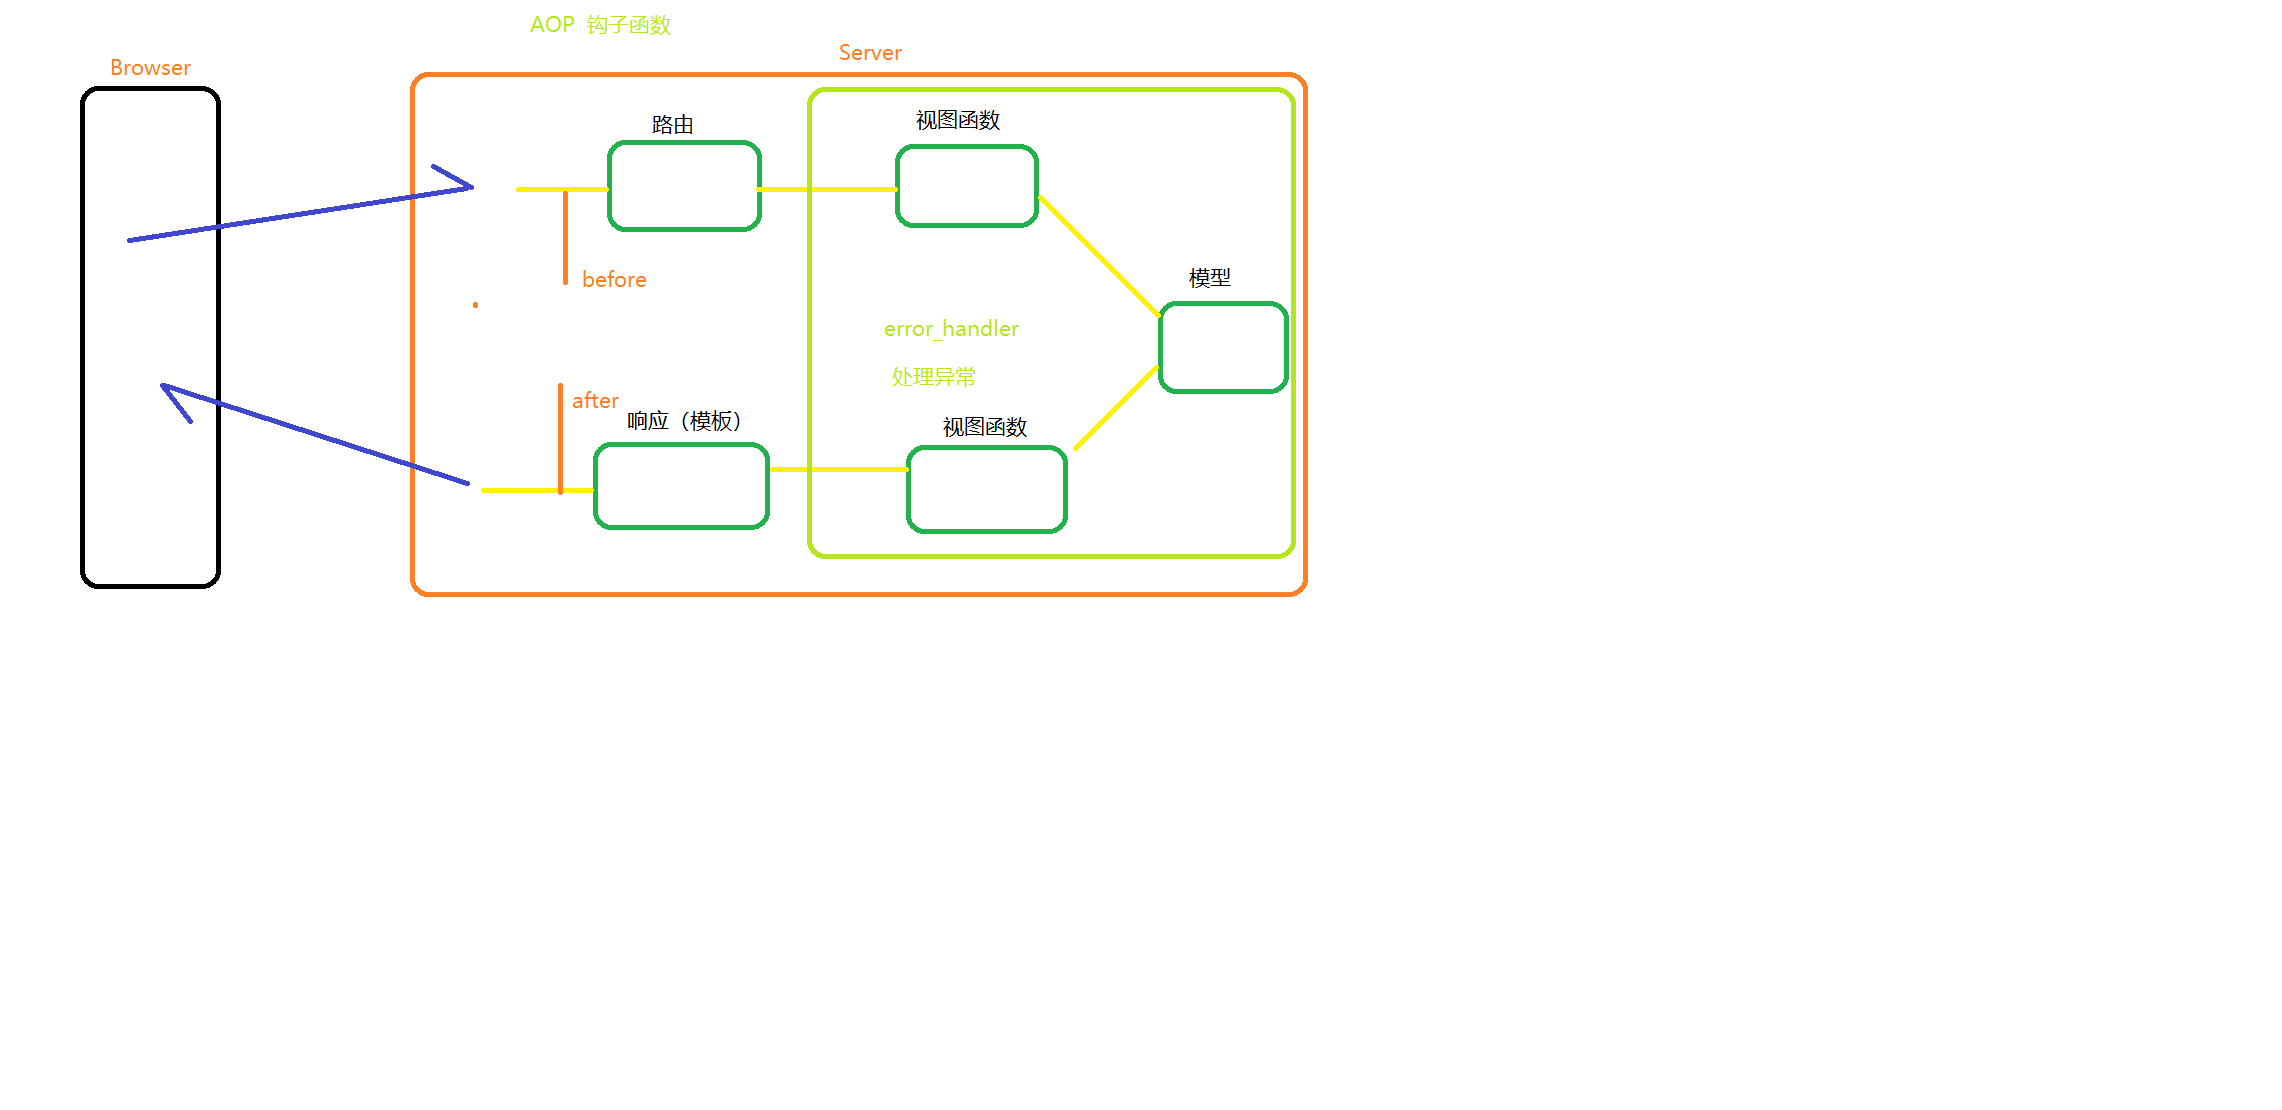 AOP 钩子函数
Server
Browser
路由
视图函数
before
模型
error_handler
处理异常
after
响应（模板）
视图函数